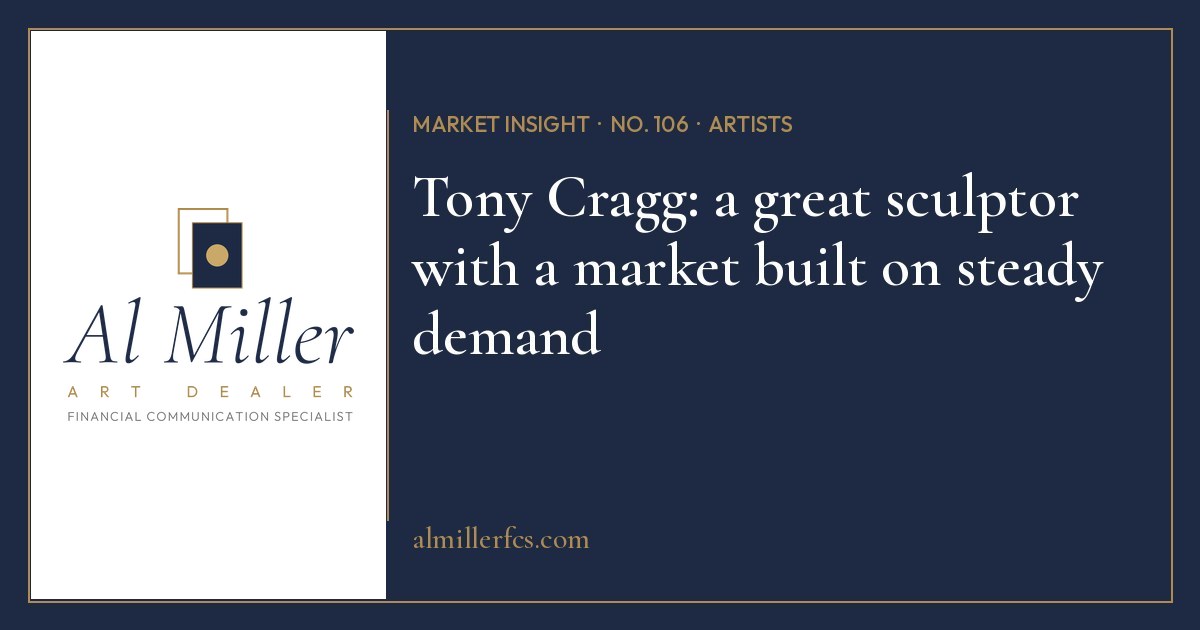 Al Miller
ART DEALER
FINANCIAL COMMUNICATION SPECIALIST
MARKET INSIGHT · NO. 106 · ARTISTS
Tony Cragg: a great sculptor
with a market built on steady
demand
almillerfcs.com